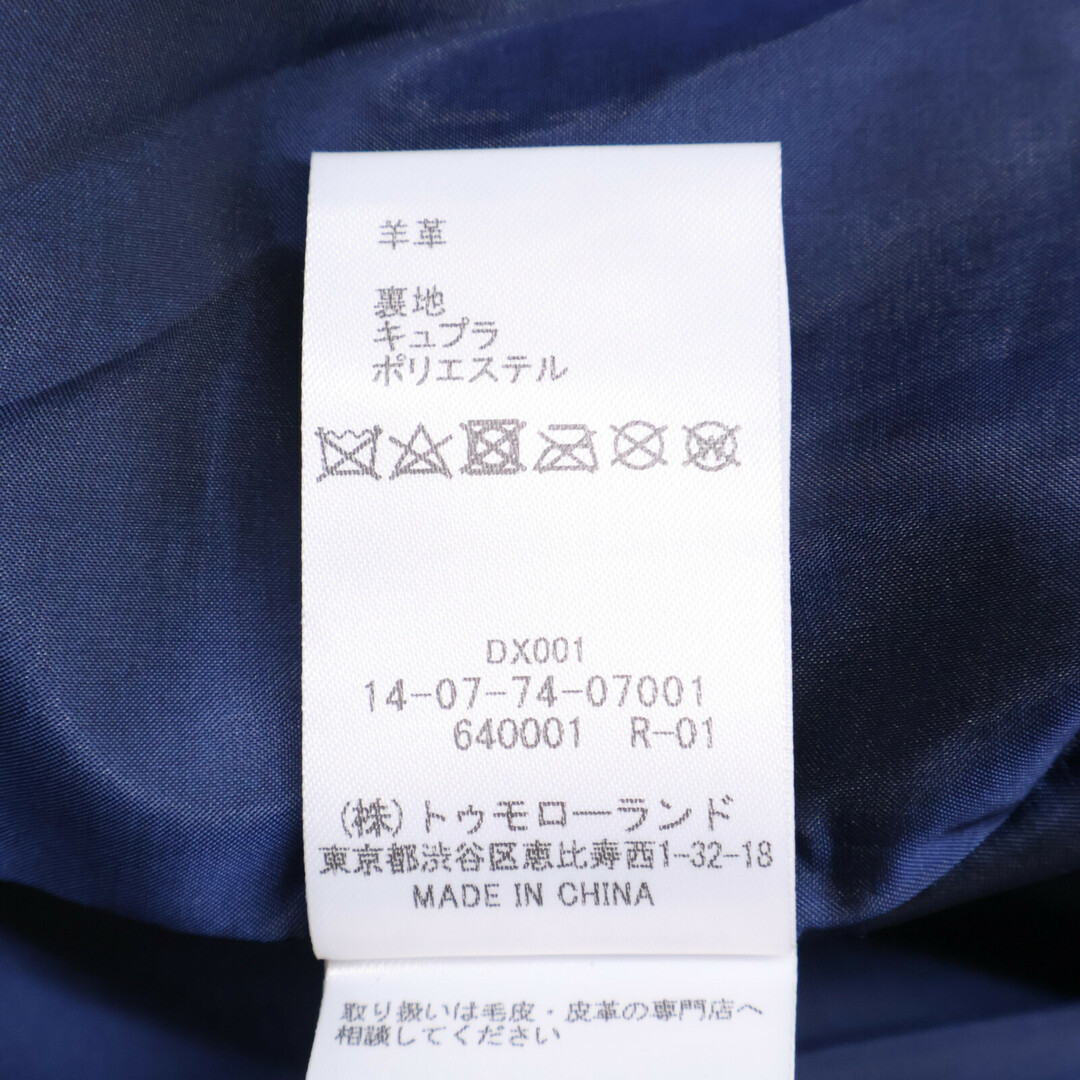 羊革
裏地
キュプラ
ポリエステル
DX001
14-07-74-07001
640001 R-01
(株)トゥモローランド
東京都渋谷区恵比寿西1-32-18
MADE IN CHINA
取り扱いは毛皮・皮革の専門店へ
相談してください